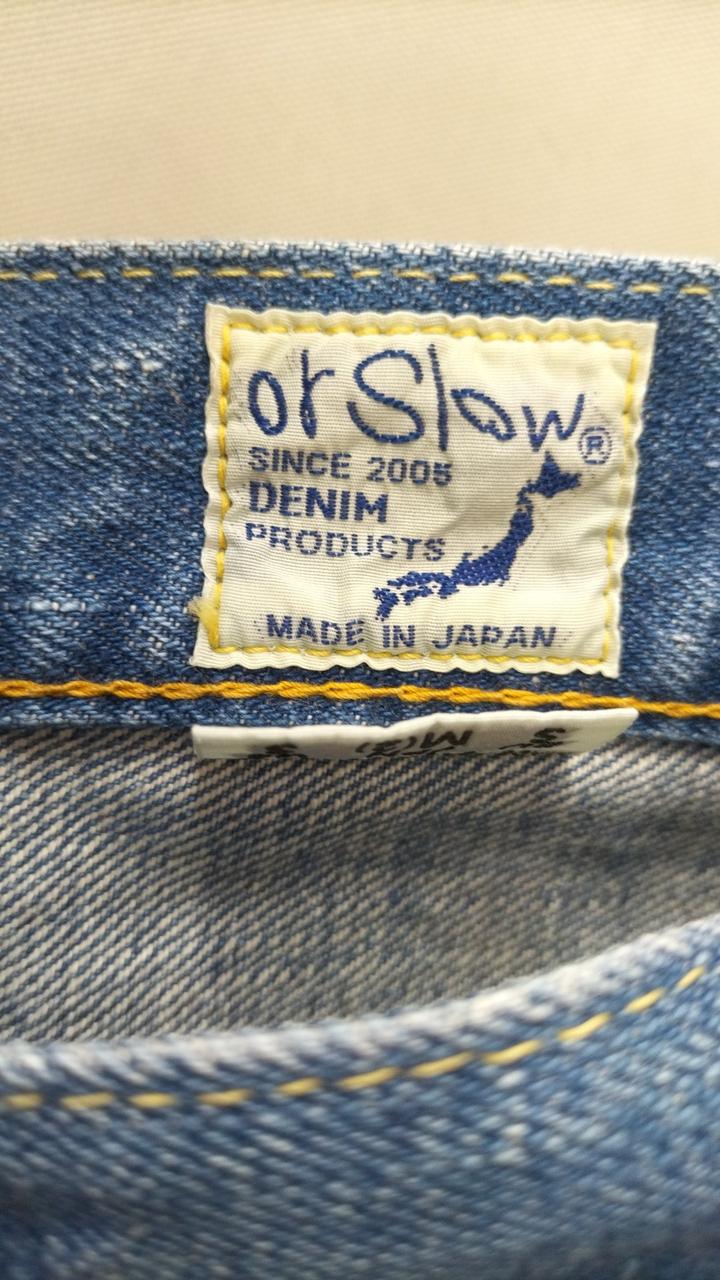 orSlow®
SINCE 2005
DENIM
PRODUCTS
MADE IN JAPAN